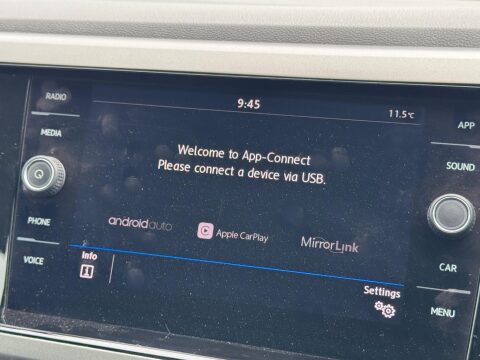 9:45
11.5°C
RADIO
MEDIA
PHONE
VOICE
Welcome to App-Connect
Please connect a device via USB.
androidauto
Apple CarPlay
MirrorLink
Info
Settings
APP
SOUND
CAR
MENU